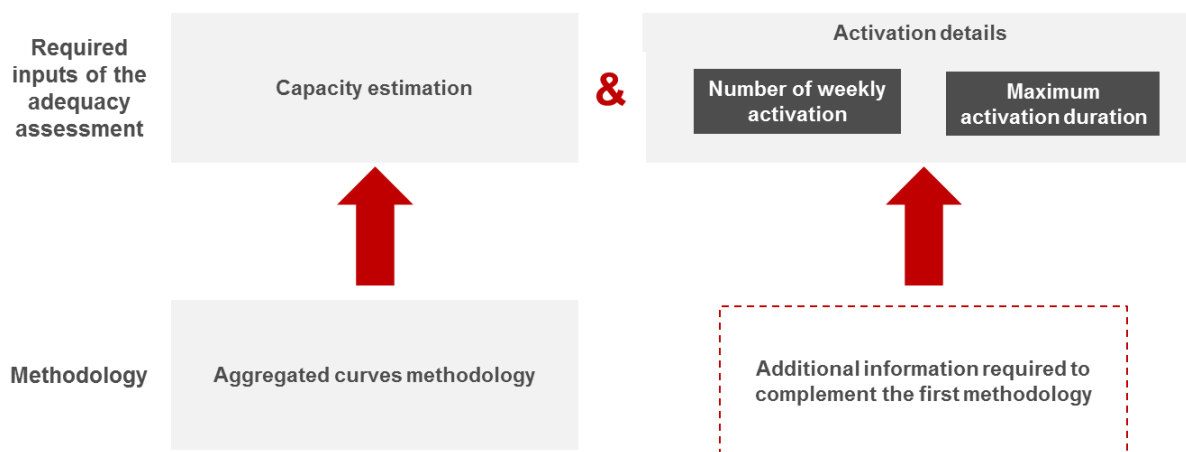 Required
inputs of the
adequacy
assessment
Capacity estimation
&
Activation details
Number of weekly
activation
Maximum
activation duration
Methodology
Aggregated curves methodology
Additional information required to
complement the first methodology